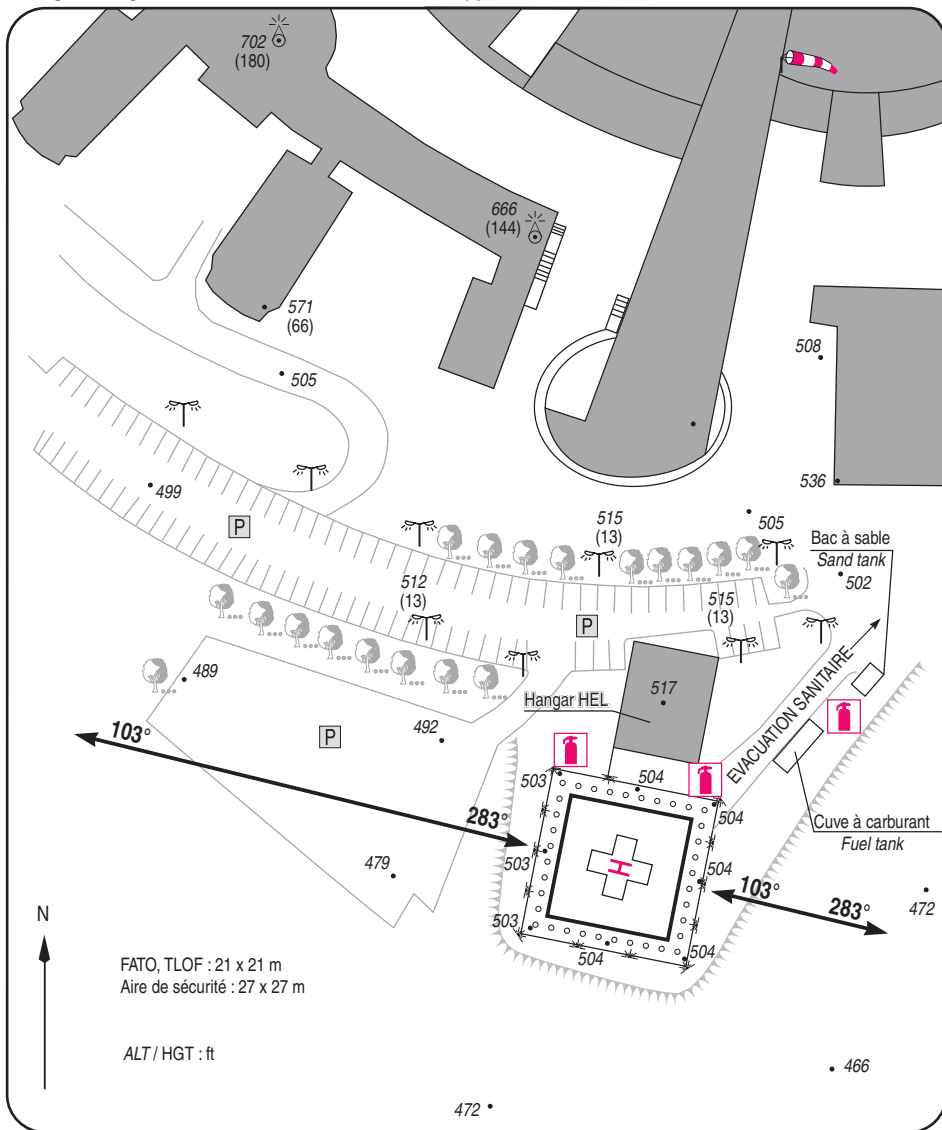 702
(180)
666
(144)
571
(66)
508
505
536
499
P
515
(13)
505
Bac à sable
Sand tank
502
512
(13)
515
(13)
P
489
517
Hangar HEL
EVACUATION SANITAIRE
103°
P
492
503
504
504
283°
Cuve à carburant
Fuel tank
503
H
504
103°
283°
479
472
503
504
504
N
FATO, TLOF : 21 x 21 m
Aire de sécurité : 27 x 27 m
ALT / HGT : ft
466
472